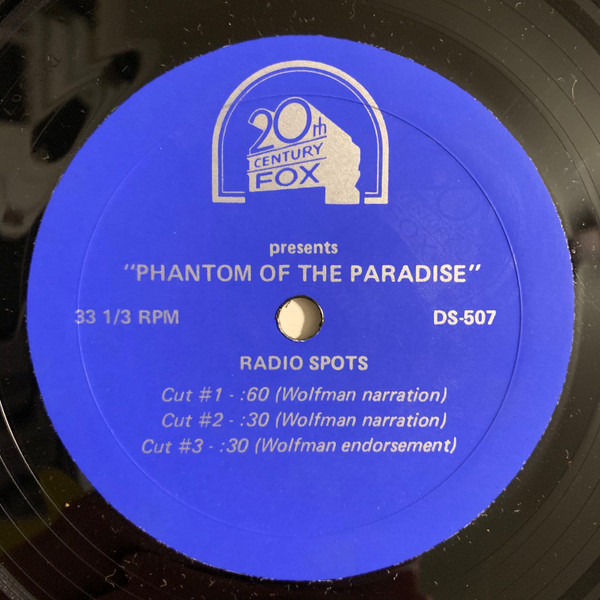 20th
CENTURY
FOX
presents
"PHANTOM OF THE PARADISE"
33 1/3 RPM DS-507
RADIO SPOTS
Cut #1 - :60 (Wolfman narration)
Cut #2 - :30 (Wolfman narration)
Cut #3 - :30 (Wolfman endorsement)